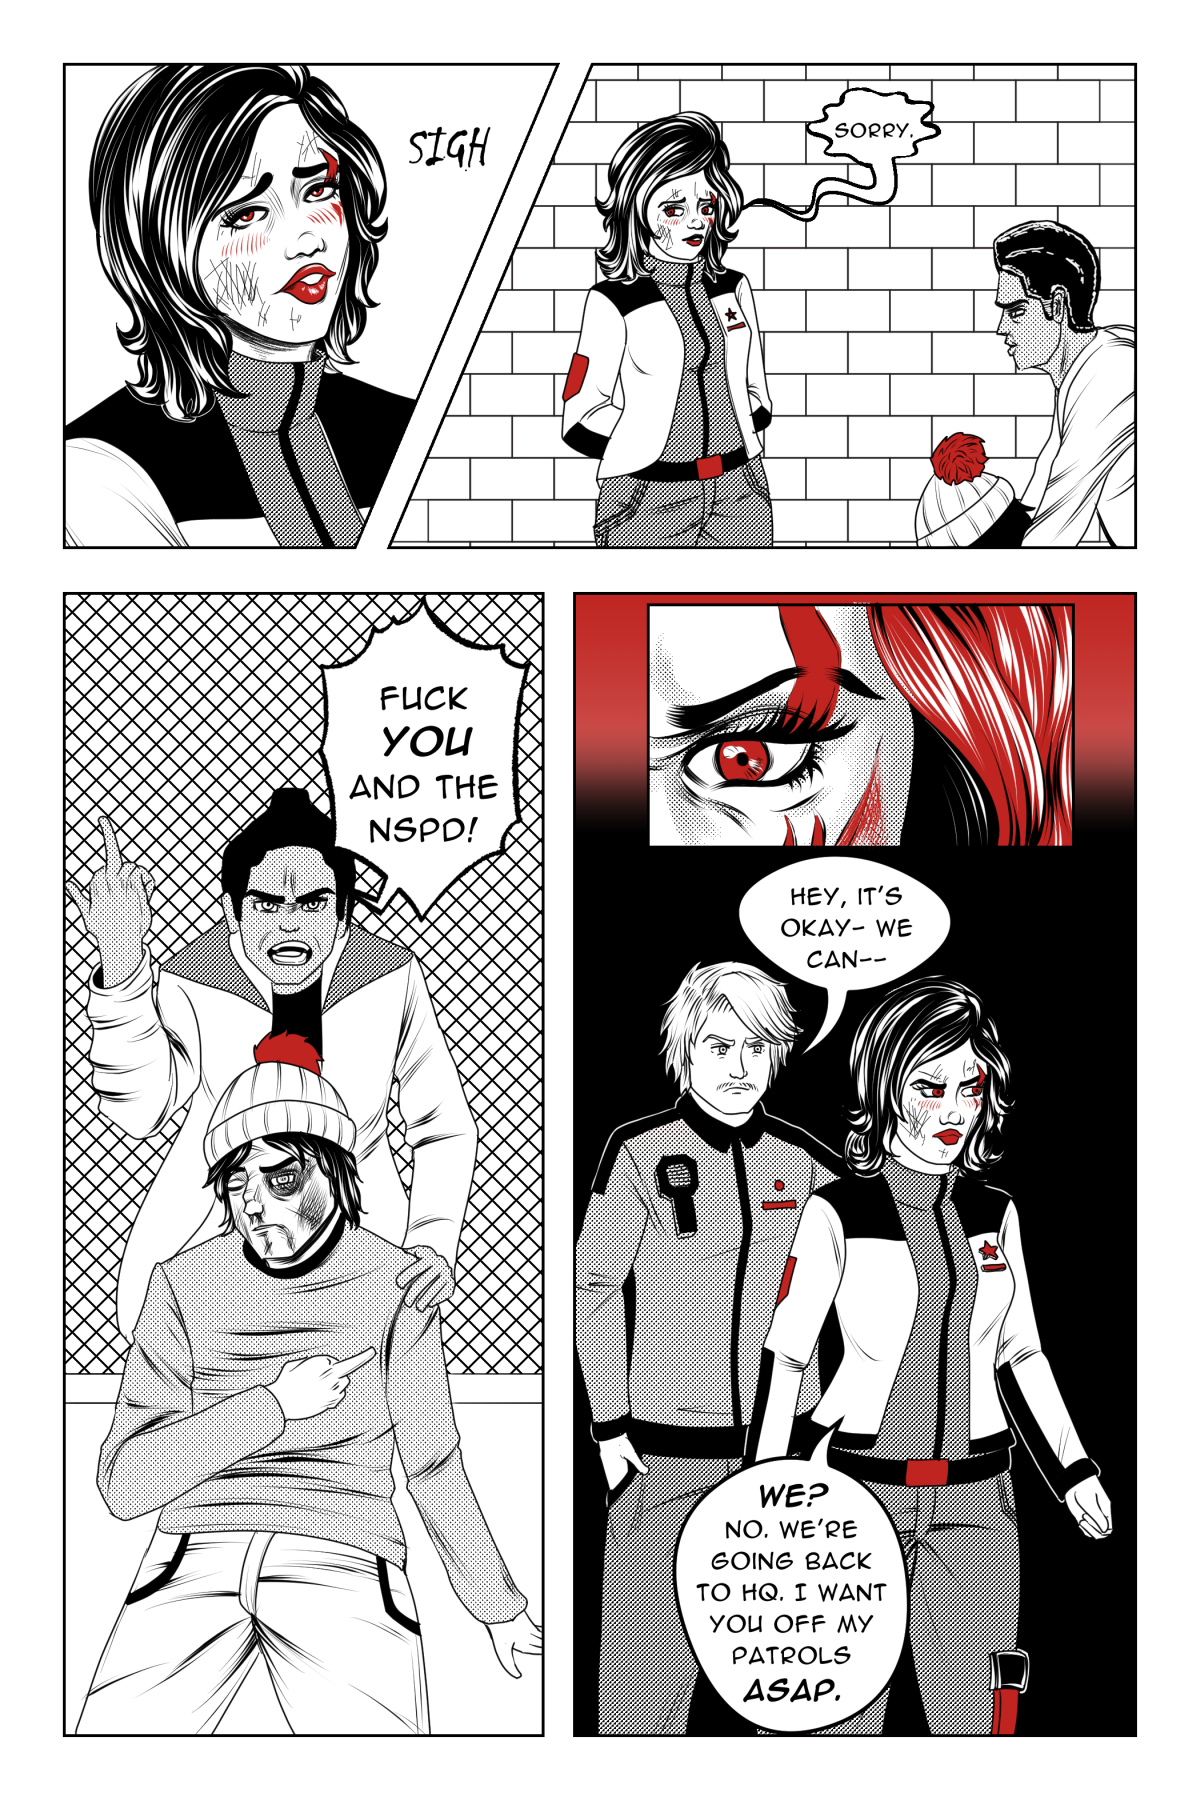 SIGH
SORRY.
FUCK
YOU
AND THE
NSPD!
HEY, IT'S
OKAY- WE
CAN--
WE?
NO. WE'RE
GOING BACK
TO HQ. I WANT
YOU OFF MY
PATROLS
ASAP.